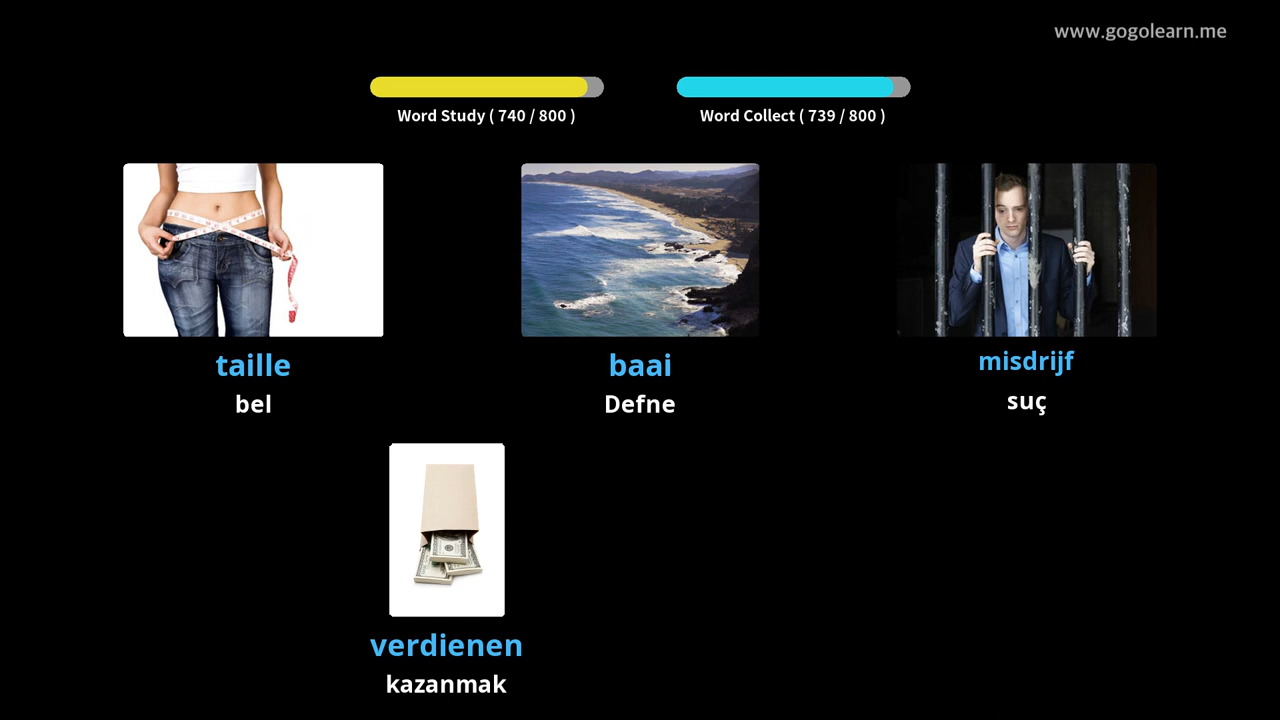 www.gogolearn.me
Word Study ( 740 / 800 )
Word Collect ( 739 / 800 )
taille
baai
misdrijf
bel
Defne
suç
verdienen
kazanmak